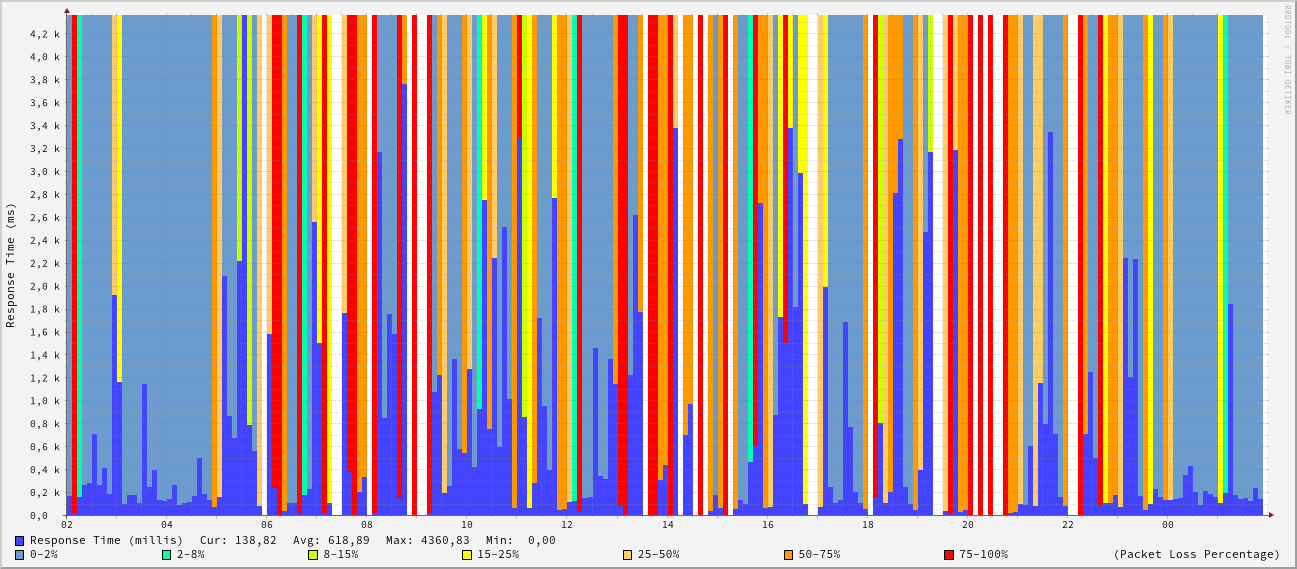 RRDTOOL / TOBI OETIKER
Response Time (ms)
4,2 k
4,0 k
3,8 k
3,6 k
3,4 k
3,2 k
3,0 k
2,8 k
2,6 k
2,4 k
2,2 k
2,0 k
1,8 k
1,6 k
1,4 k
1,2 k
1,0 k
0,8 k
0,6 k
0,4 k
0,2 k
0,0
02 04 06 08 10 12 14 16 18 20 22 00
Response Time (millis) Cur: 138,82 Avg: 618,89 Max: 4360,83 Min: 0,00
0-2% 2-8% 8-15% 15-25% 25-50% 50-75% 75-100% (Packet Loss Percentage)